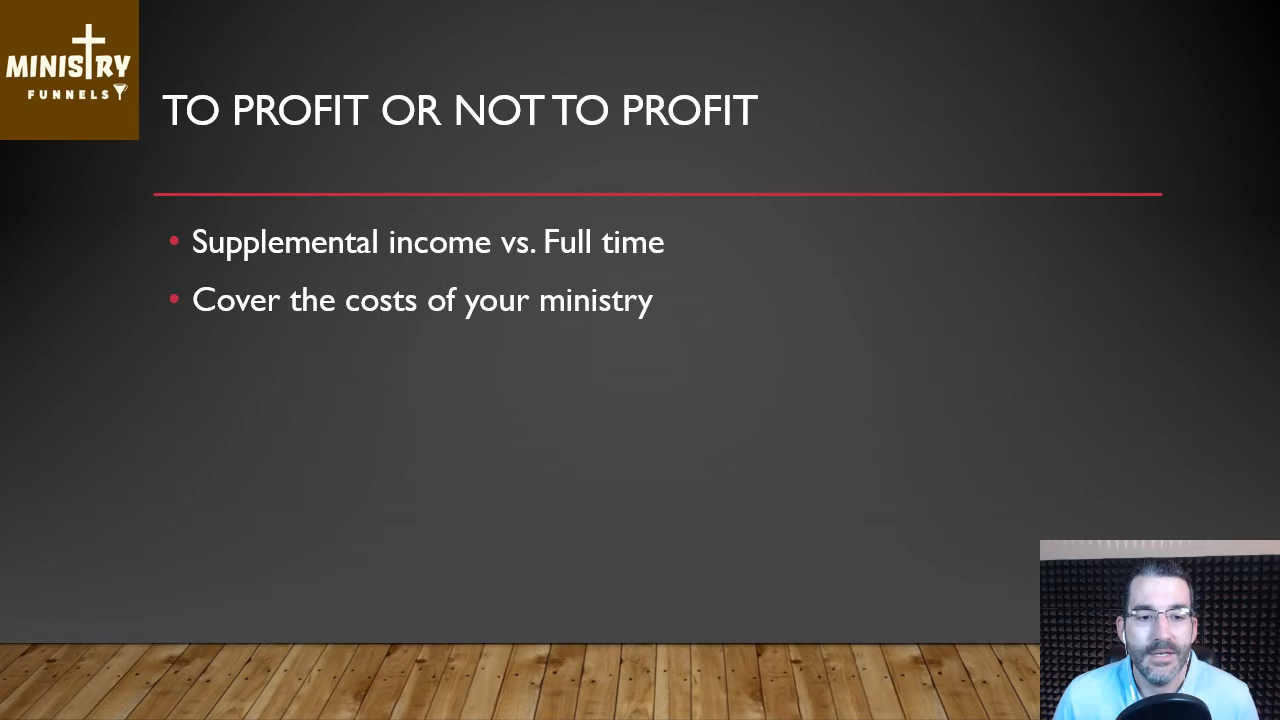 MINISTRY
FUNNELS
TO PROFIT OR NOT TO PROFIT
• Supplemental income vs. Full time
• Cover the costs of your ministry